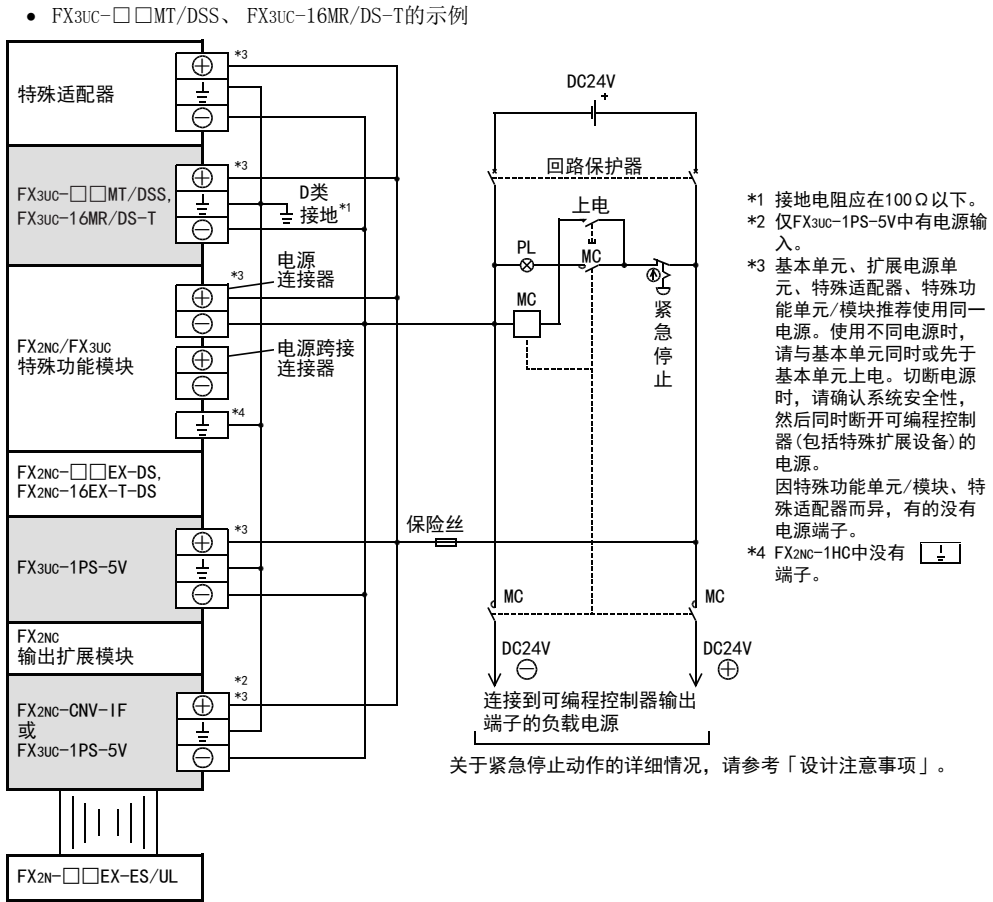 • FX3UC-□□MT/DSS、FX3UC-16MR/DS-T的示例
特殊适配器
*3
FX3UC-□□MT/DSS,
FX3UC-16MR/DS-T
*3
D类
接地*1
电源
连接器
*3
FX2NC/FX3UC
特殊功能模块
电源跨接
连接器
*4
FX2NC-□□EX-DS,
FX2NC-16EX-T-DS
*3
FX3UC-1PS-5V
保险丝
FX2NC
输出扩展模块
*2
*3
FX2NC-CNV-IF
或
FX3UC-1PS-5V
FX2N-□□EX-ES/UL
DC24V
+
回路保护器
上电
PL
MC
MC
紧
急
停
止
MC
MC
DC24V
⊖
DC24V
⊕
连接到可编程控制器输出
端子的负载电源
关于紧急停止动作的详细情况，请参考「设计注意事项」。
*1 接地电阻应在100Ω以下。
*2 仅FX3UC-1PS-5V中有电源输
入。
*3 基本单元、扩展电源单
元、特殊适配器、特殊功
能单元/模块推荐使用同一
电源。使用不同电源时，
请与基本单元同时或先于
基本单元上电。切断电源
时，请确认系统安全性，
然后同时断开可编程控制
器(包括特殊扩展设备)的
电源。
因特殊功能单元/模块、特
殊适配器而异，有的没有
电源端子。
*4 FX2NC-1HC中没有
端子。